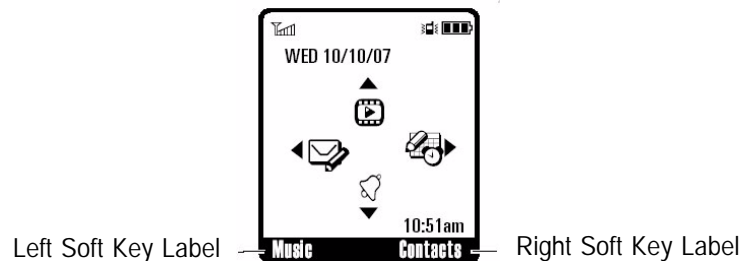 WED 10/10/07
10:51am
Left Soft Key Label Music Contacts Right Soft Key Label